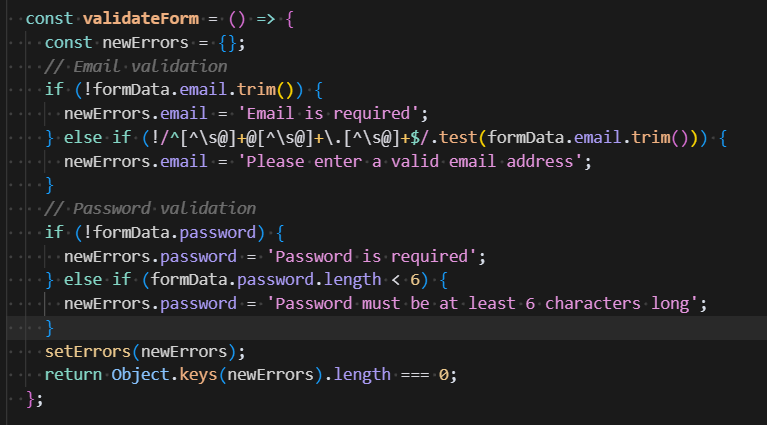 const validateForm = () => {
const newErrors = {};
// Email validation
if (!formData.email.trim()) {
newErrors.email = 'Email is required';
} else if (!/^[^\s@]+@[^\s@]+\.[^\s@]+$/.test(formData.email.trim())) {
newErrors.email = 'Please enter a valid email address';
}
// Password validation
if (!formData.password) {
newErrors.password = 'Password is required';
} else if (formData.password.length < 6) {
newErrors.password = 'Password must be at least 6 characters long';
}
setErrors(newErrors);
return Object.keys(newErrors).length === 0;
};